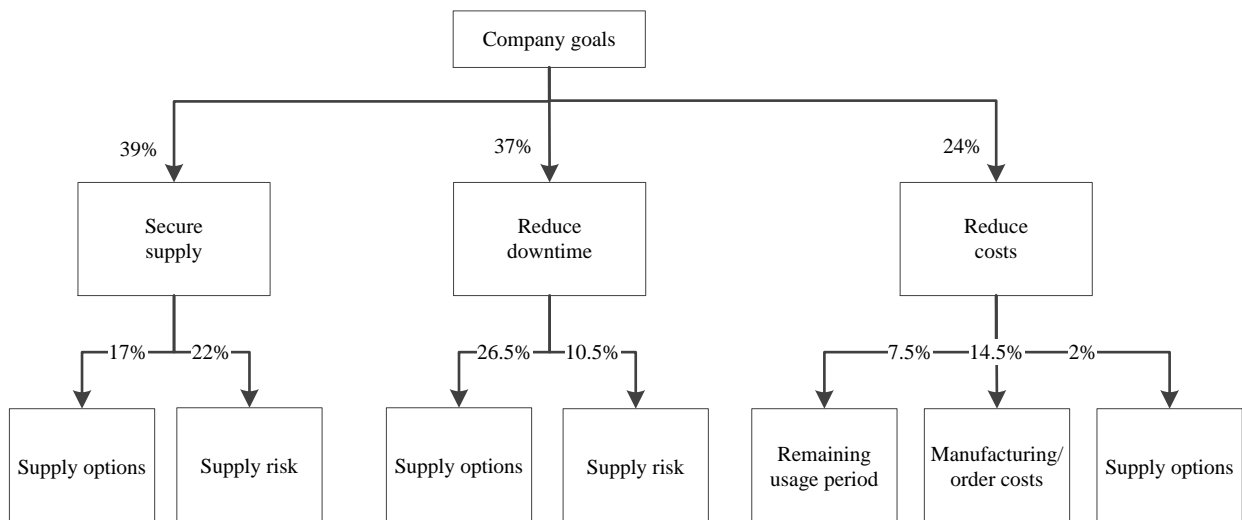 Company goals
39%
37%
24%
Secure
supply
Reduce
downtime
Reduce
costs
17%
22%
26.5%
10.5%
7.5%
14.5%
2%
Supply options
Supply risk
Supply options
Supply risk
Remaining
usage period
Manufacturing/
order costs
Supply options